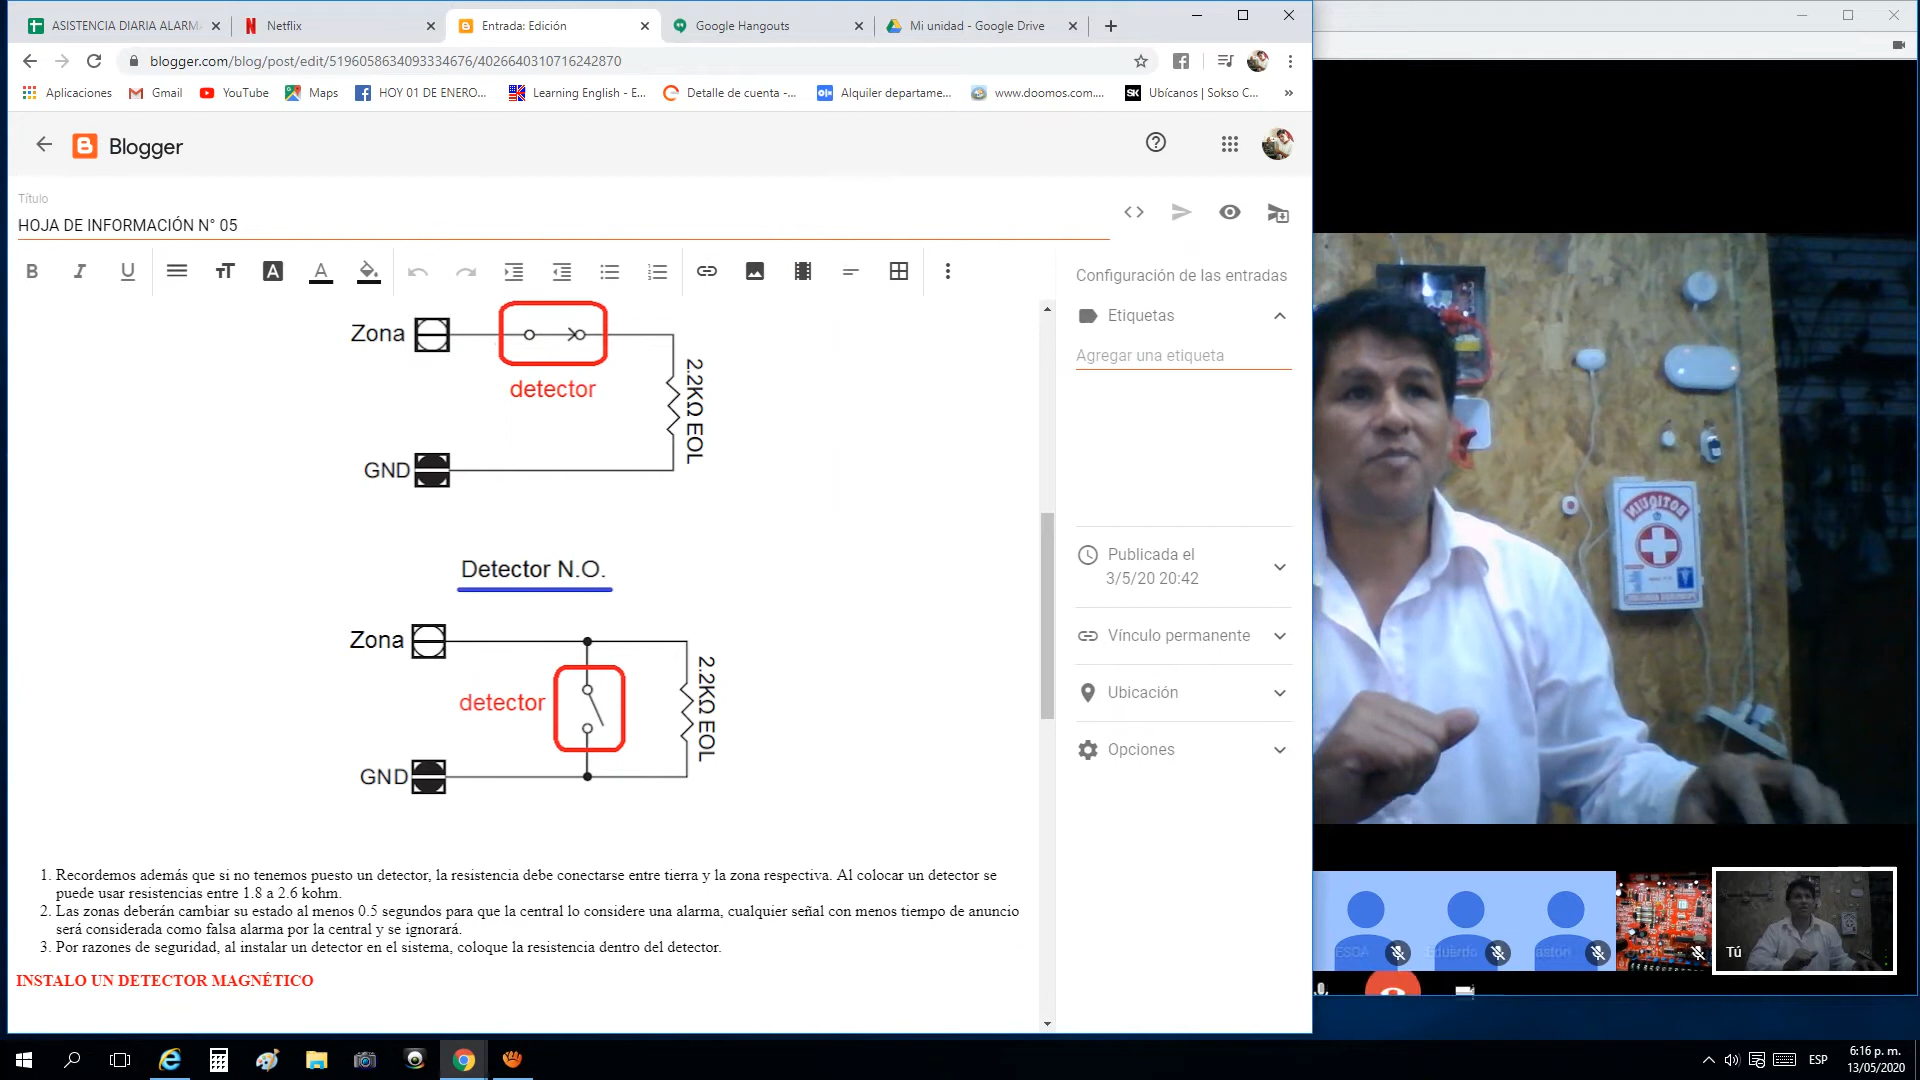 ASISTENCIA DIARIA ALARMA
Netflix
Entrada: Edición
Google Hangouts
Mi unidad - Google Drive
blogger.com/blog/post/edit/5196058634093334676/4026640310716242870
Aplicaciones
Gmail
YouTube
Maps
HOY 01 DE ENERO...
Learning English - E...
Detalle de cuenta -...
Alquiler departame...
www.doomos.com....
Ubícanos | Sokso C...
Blogger
Título
HOJA DE INFORMACIÓN N° 05
Zona
detector
2.2KΩ EOL
GND
Detector N.O.
Zona
detector
2.2KΩ EOL
GND
1. Recordemos además que si no tenemos puesto un detector, la resistencia debe conectarse entre tierra y la zona respectiva. Al colocar un detector se
puede usar resistencias entre 1.8 a 2.6 kohm.
2. Las zonas deberán cambiar su estado al menos 0.5 segundos para que la central lo considere una alarma, cualquier señal con menos tiempo de anuncio
será considerada como falsa alarma por la central y se ignorará.
3. Por razones de seguridad, al instalar un detector en el sistema, coloque la resistencia dentro del detector.
INSTALO UN DETECTOR MAGNÉTICO
Configuración de las entradas
Etiquetas
Agregar una etiqueta
Publicada el
3/5/20 20:42
Vínculo permanente
Ubicación
Opciones
BOTIQUIN
Eduardo
Tú
ESP
6:16 p. m.
13/05/2020